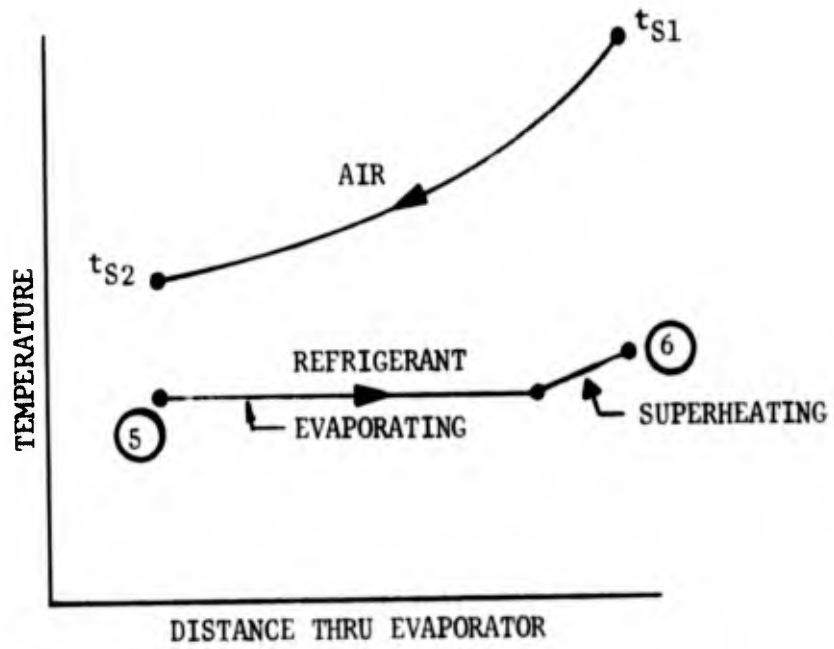 tS1
AIR
tS2
TEMPERATURE
REFRIGERANT
6
5
EVAPORATING
SUPERHEATING
DISTANCE THRU EVAPORATOR